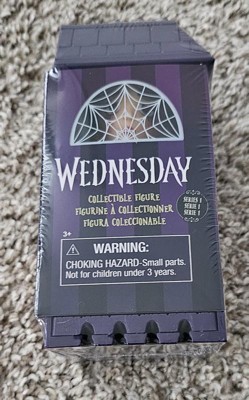 WEDNESDAY
COLLECTIBLE FIGURE
FIGURINE À COLLECTIONNER
FIGURA COLECCIONABLE
SERIES 1
SÉRIE 1
SERIE 1
3+
WARNING:
CHOKING HAZARD-Small parts.
Not for children under 3 years.